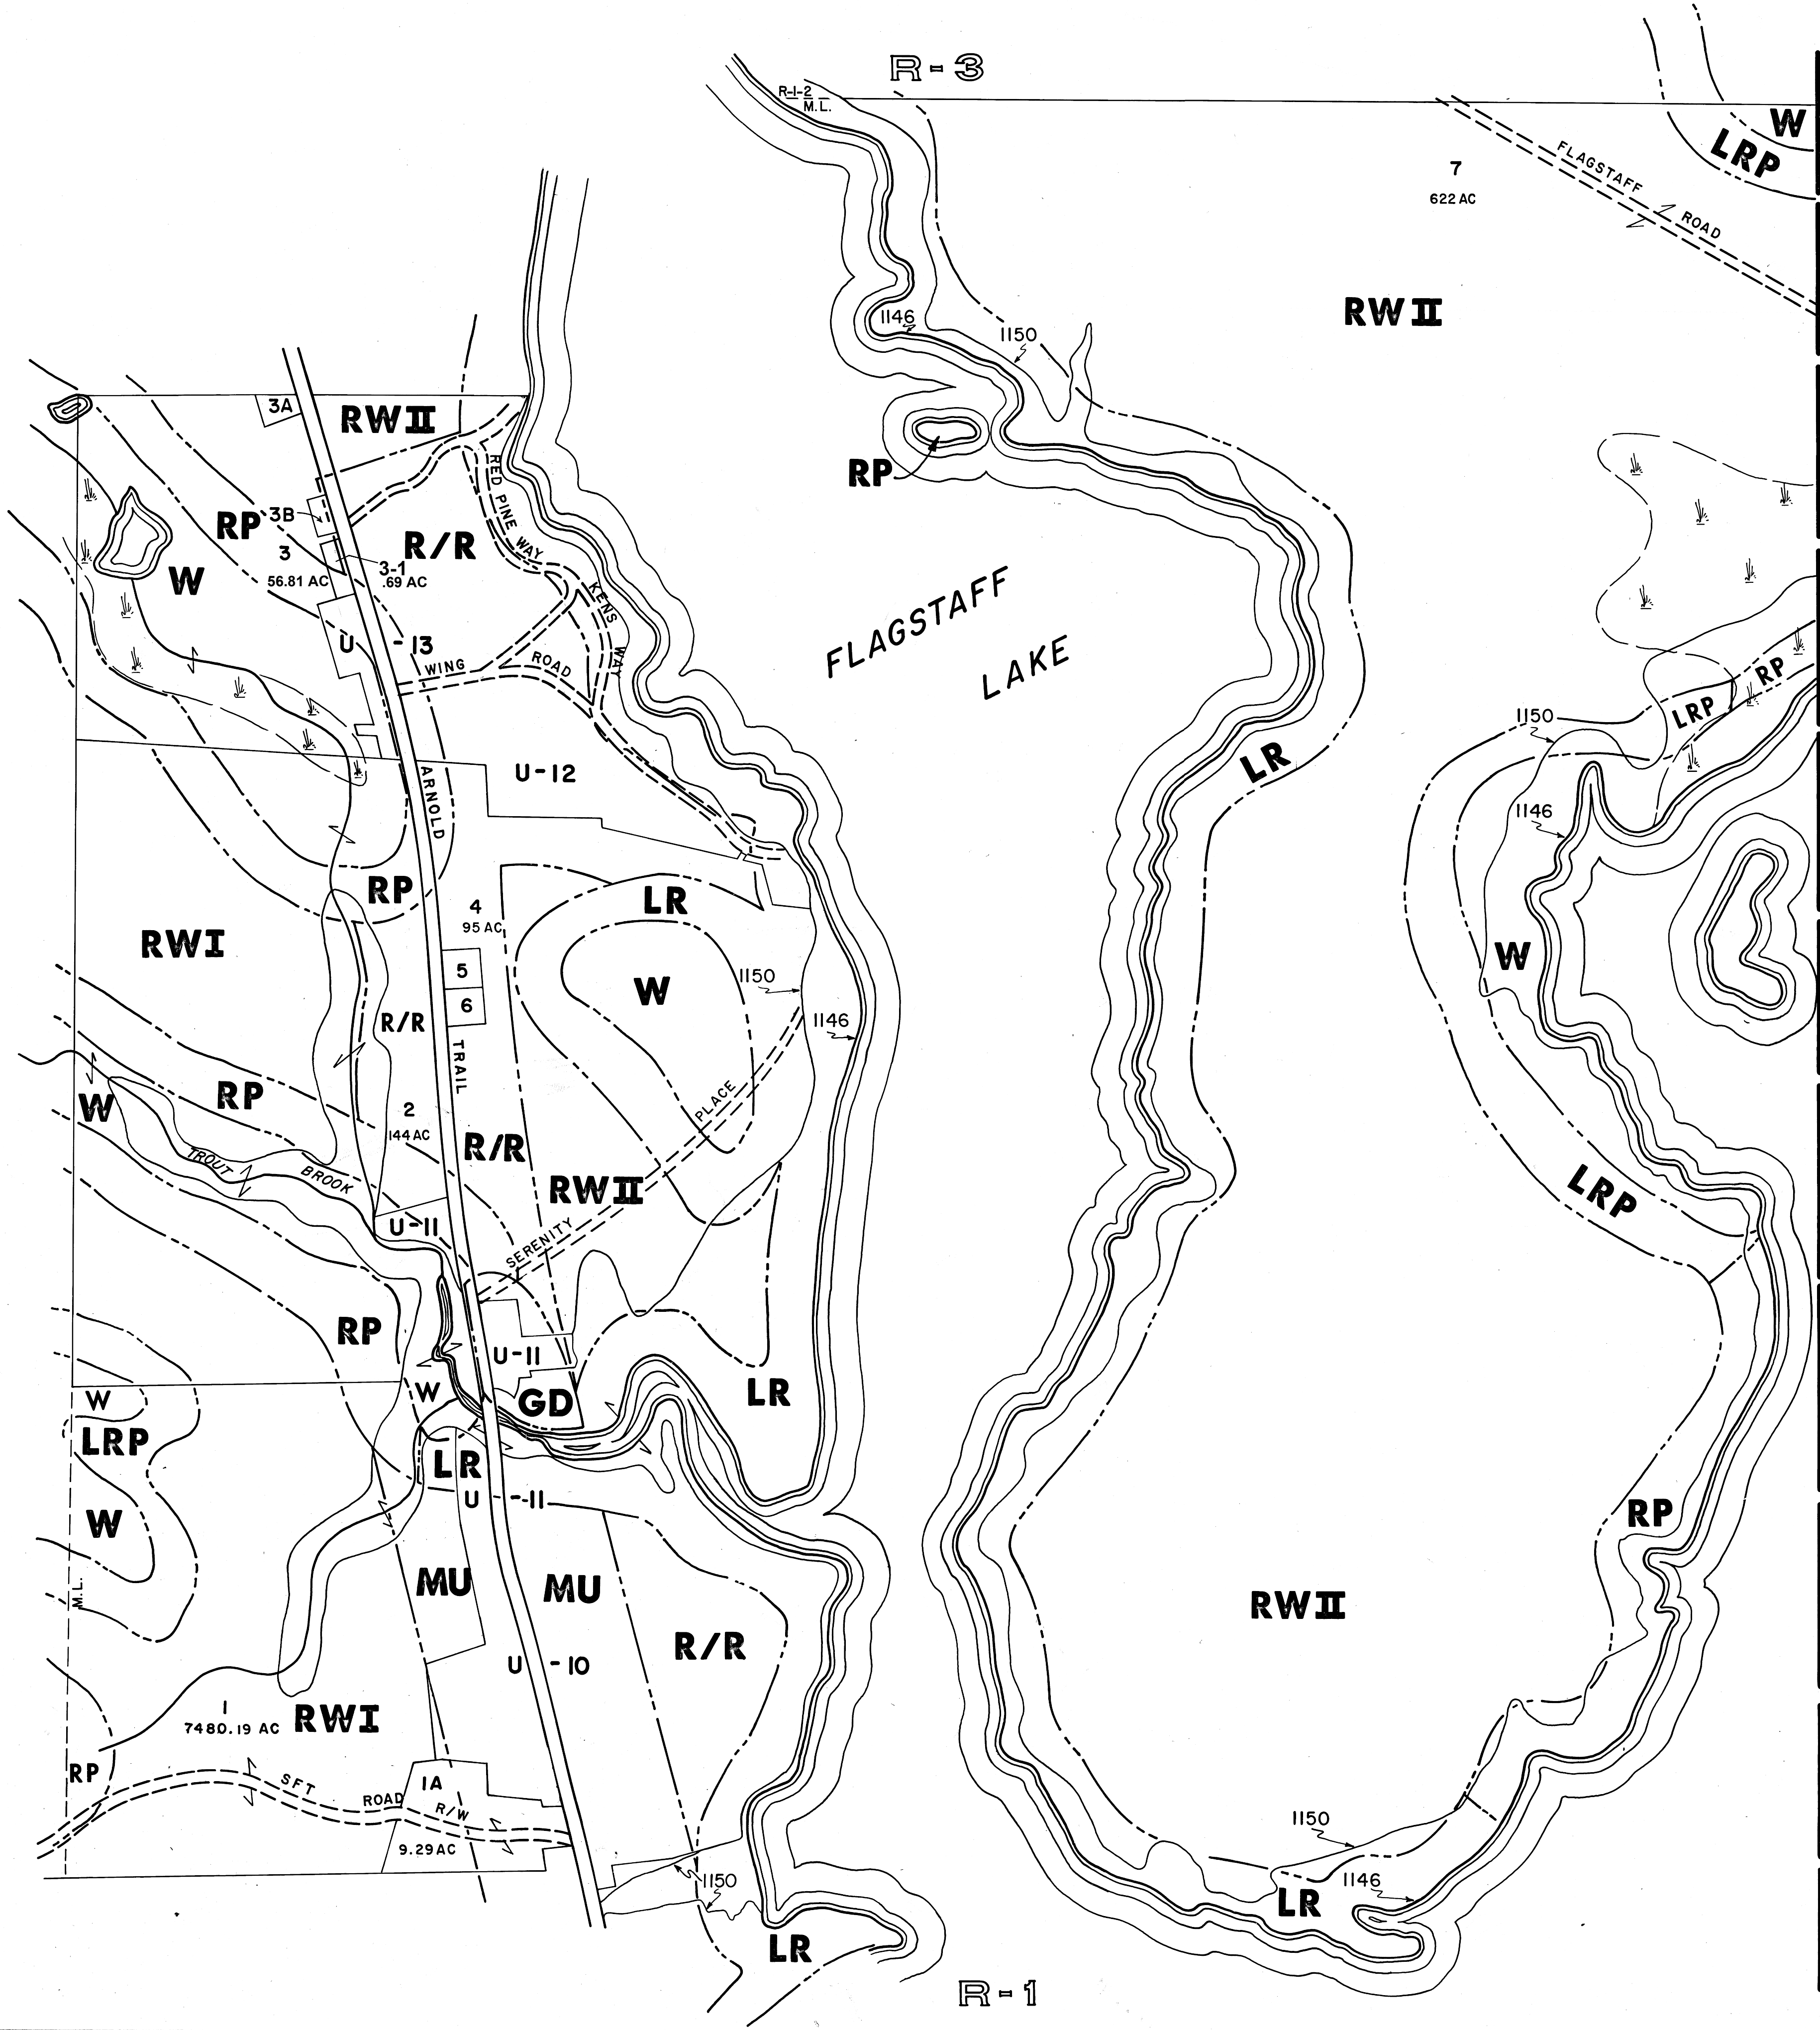 R-3
R-1-2
M.L.
W
LRP
FLAGSTAFF
ROAD
7
622 AC
RW II
1146
1150
3A
RW II
RP
RED PINE WAY
RP
3B
3
56.81 AC
R/R
3-1
.69 AC
W
KENS WAY
FLAGSTAFF
LAKE
U -13
WING ROAD
RP
LRP
1150
LR
ARNOLD
U-12
1146
RP
4
95 AC
LR
RWI
W
5
6
W
1150
1146
R/R
TRAIL
RP
W
2
144 AC
PLACE
R/R
RW II
TROUT BROOK
LRP
U-11
SERENITY
RP
U-11
W
W
GD
LR
LRP
LR
U -11
W
RP
MU
MU
M.L.
RW II
R/R
U -10
1
7480.19 AC
RWI
RP
SFT ROAD
1A
R/W
9.29 AC
1150
1150
1146
LR
LR
R-1